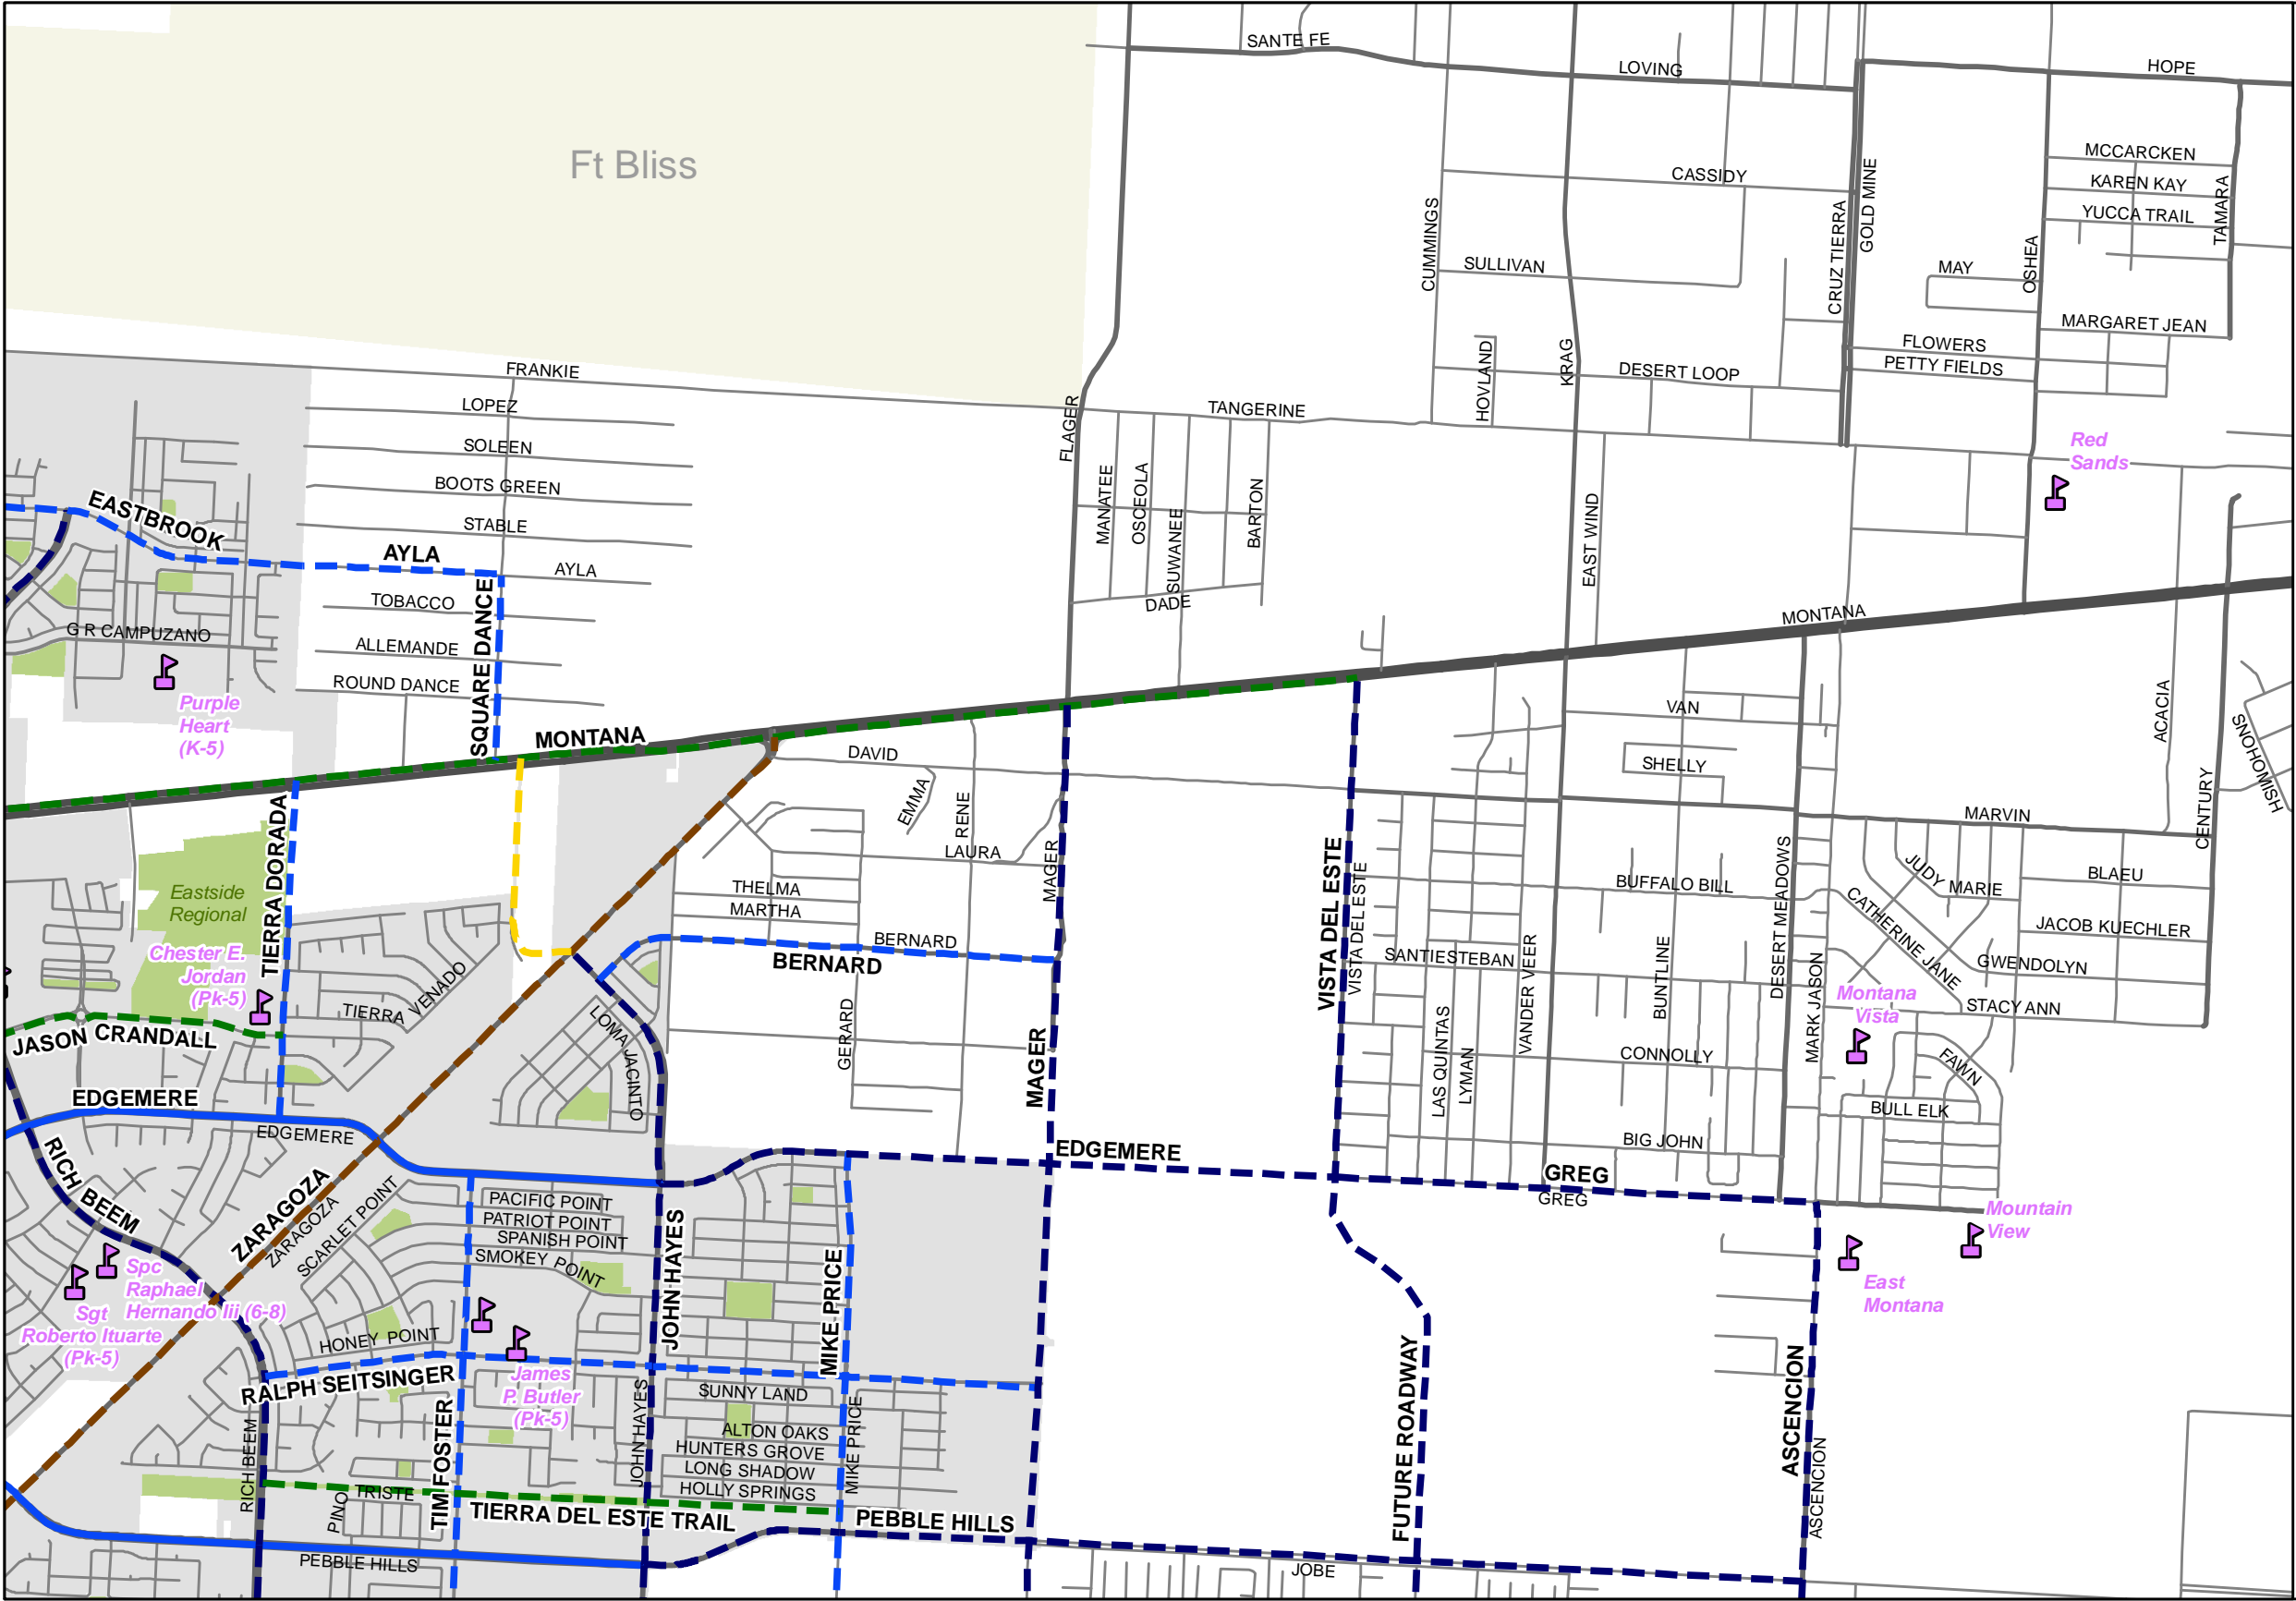 SANTE FE
LOVING
HOPE
Ft Bliss
MCCARCKEN
KAREN KAY
YUCCA TRAIL
TAMARA
CASSIDY
CUMMINGS
CRUZ TIERRA
GOLD MINE
OSHEA
SULLIVAN
MAY
MARGARET JEAN
FLOWERS
PETTY FIELDS
HOVLAND
KRAG
DESERT LOOP
FRANKIE
LOPEZ
SOLEEN
BOOTS GREEN
STABLE
FLAGER
TANGERINE
MANATEE
OSCEOLA
SUWANEE
BARTON
DADE
EAST WIND
Red
Sands
EASTBROOK
AYLA
AYLA
TOBACCO
G R CAMPUZANO
ALLEMANDE
ROUND DANCE
SQUARE DANCE
Purple
Heart
(K-5)
MONTANA
MONTANA
DAVID
EMMA
RENE
LAURA
MAGER
VAN
SHELLY
ACACIA
SNOHOMISH
CENTURY
MARVIN
TIERRA DORADA
Eastside
Regional
Chester E.
Jordan
(Pk-5)
THELMA
MARTHA
BERNARD
BERNARD
VISTA DEL ESTE
VISTA DEL ESTE
BUFFALO BILL
DESERT MEADOWS
JUDY MARIE
BLAEU
CATHERINE JANE
JACOB KUECHLER
SANTIESTEBAN
VANDER VEER
BUNTLINE
MARK JASON
GWENDOLYN
Montana
Vista
STACY ANN
TIERRA VENADO
JASON CRANDALL
LOMA JACINTO
GERARD
MAGER
LAS QUINTAS
LYMAN
CONNOLLY
FAWN
BULL ELK
EDGEMERE
EDGEMERE
RICH BEEM
ZARAGOZA
ZARAGOZA
SCARLET POINT
PACIFIC POINT
PATRIOT POINT
SPANISH POINT
SMOKEY POINT
EDGEMERE
BIG JOHN
GREG
GREG
Mountain
View
East
Montana
Spc
Raphael
Hernando Iii (6-8)
Sgt
Roberto Ituarte
(Pk-5)
JOHN HAYES
MIKE PRICE
HONEY POINT
RALPH SEITSINGER
James
P. Butler
(Pk-5)
SUNNY LAND
ALTON OAKS
HUNTERS GROVE
LONG SHADOW
HOLLY SPRINGS
JOHN HAYES
MIKE PRICE
RICH BEEM
TIM FOSTER
PINO
TRISTE
TIERRA DEL ESTE TRAIL
PEBBLE HILLS
PEBBLE HILLS
FUTURE ROADWAY
ASCENCION
ASCENCION
JOBE